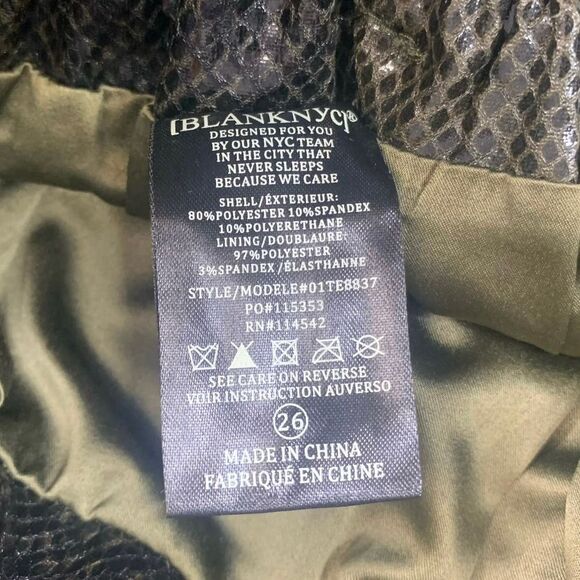 [BLANKNYC]®
DESIGNED FOR YOU
BY OUR NYC TEAM
IN THE CITY THAT
NEVER SLEEPS
BECAUSE WE CARE
SHELL/ÉXTERIEUR:
80%POLYESTER 10%SPANDEX
10%POLYERETHANE
LINING/DOUBLAURE:
97%POLYESTER
3%SPANDEX/ÉLASTHANNE
STYLE/MODELE#01TE8837
PO#115353
RN#114542
SEE CARE ON REVERSE
VOIR INSTRUCTION AUVERSO
26
MADE IN CHINA
FABRIQUÉ EN CHINE